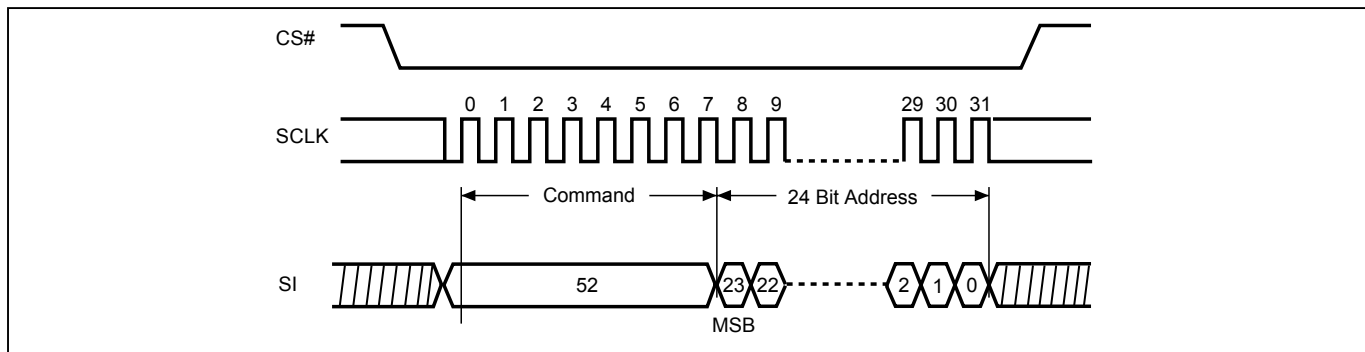 CS#
0 1 2 3 4 5 6 7 8 9 29 30 31
SCLK
Command 24 Bit Address
SI 52 23 22 2 1 0
MSB